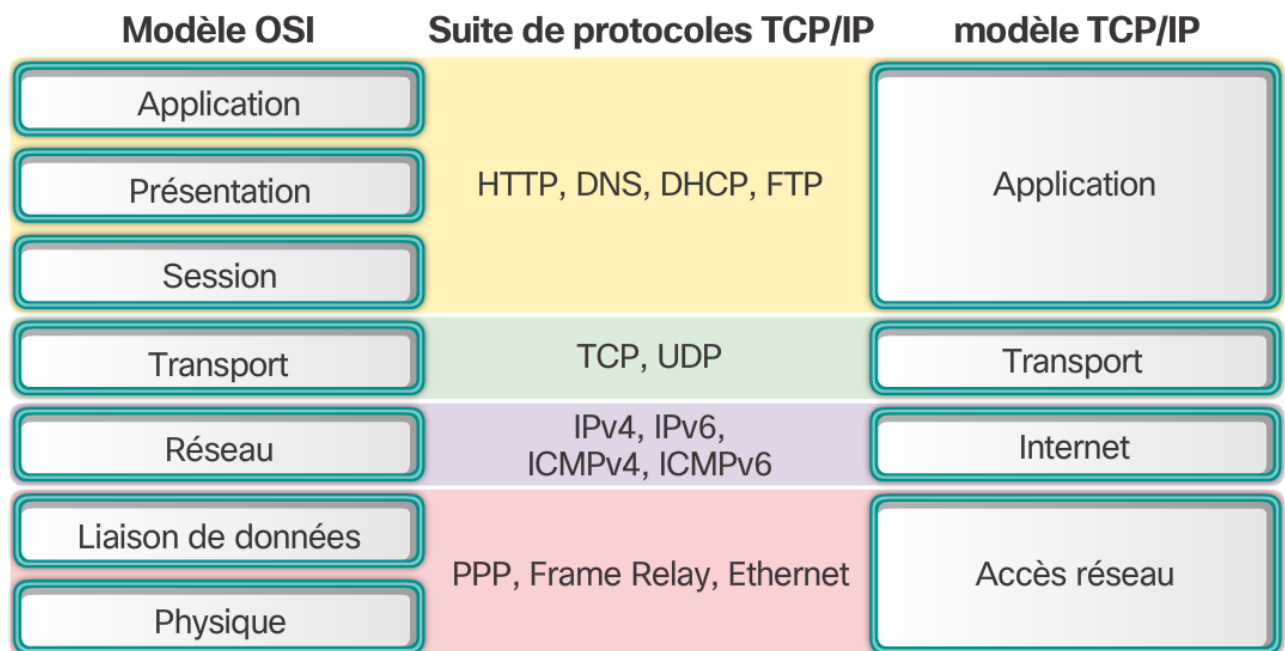 Modèle OSI
Suite de protocoles TCP/IP
modèle TCP/IP
Application
Présentation
Session
HTTP, DNS, DHCP, FTP
Application
Transport
TCP, UDP
Transport
Réseau
IPv4, IPv6,
ICMPv4, ICMPv6
Internet
Liaison de données
Physique
PPP, Frame Relay, Ethernet
Accès réseau